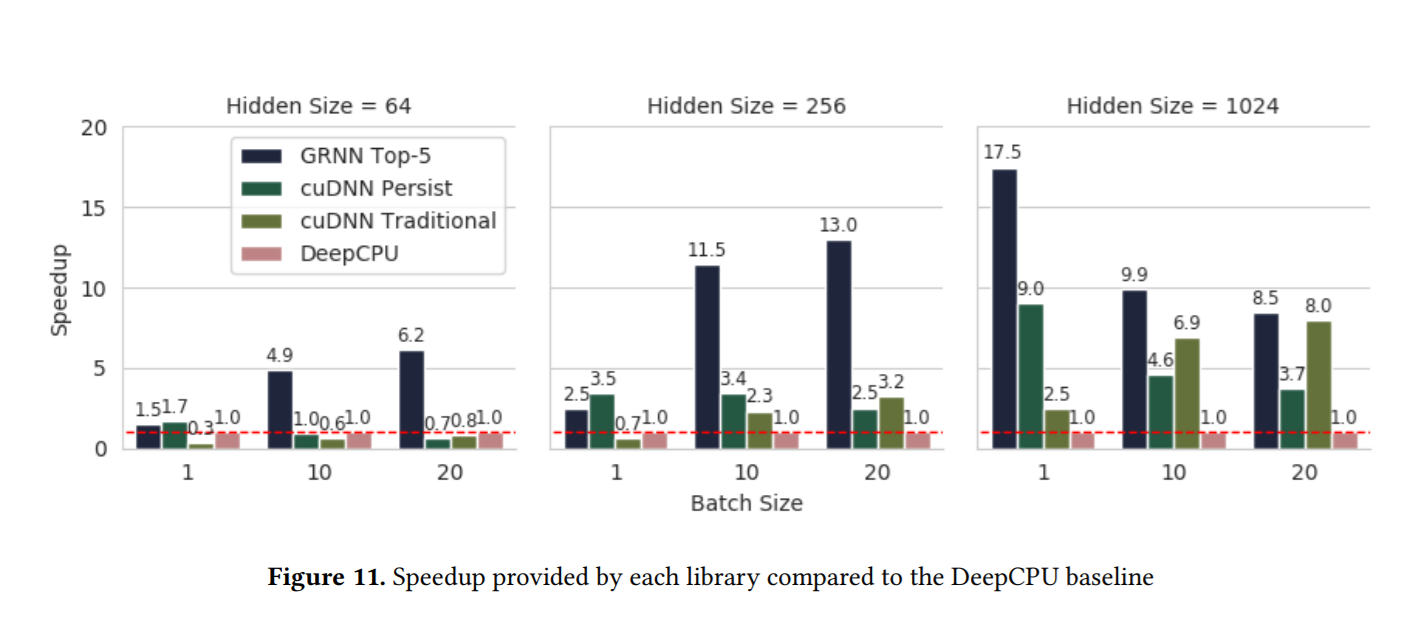 Hidden Size = 64
Hidden Size = 256
Hidden Size = 1024
Speedup
20
15
10
5
0
GRNN Top-5
cuDNN Persist
cuDNN Traditional
DeepCPU
1.5 1.7 0.3 1.0
4.9 1.0 0.6 1.0
6.2 0.7 0.8 1.0
2.5 3.5 0.7 1.0
11.5 3.4 2.3 1.0
13.0 2.5 3.2 1.0
17.5 9.0 2.5 1.0
9.9 4.6 6.9 1.0
8.5 3.7 8.0 1.0
1 10 20
1 10 20
1 10 20
Batch Size
Figure 11. Speedup provided by each library compared to the DeepCPU baseline